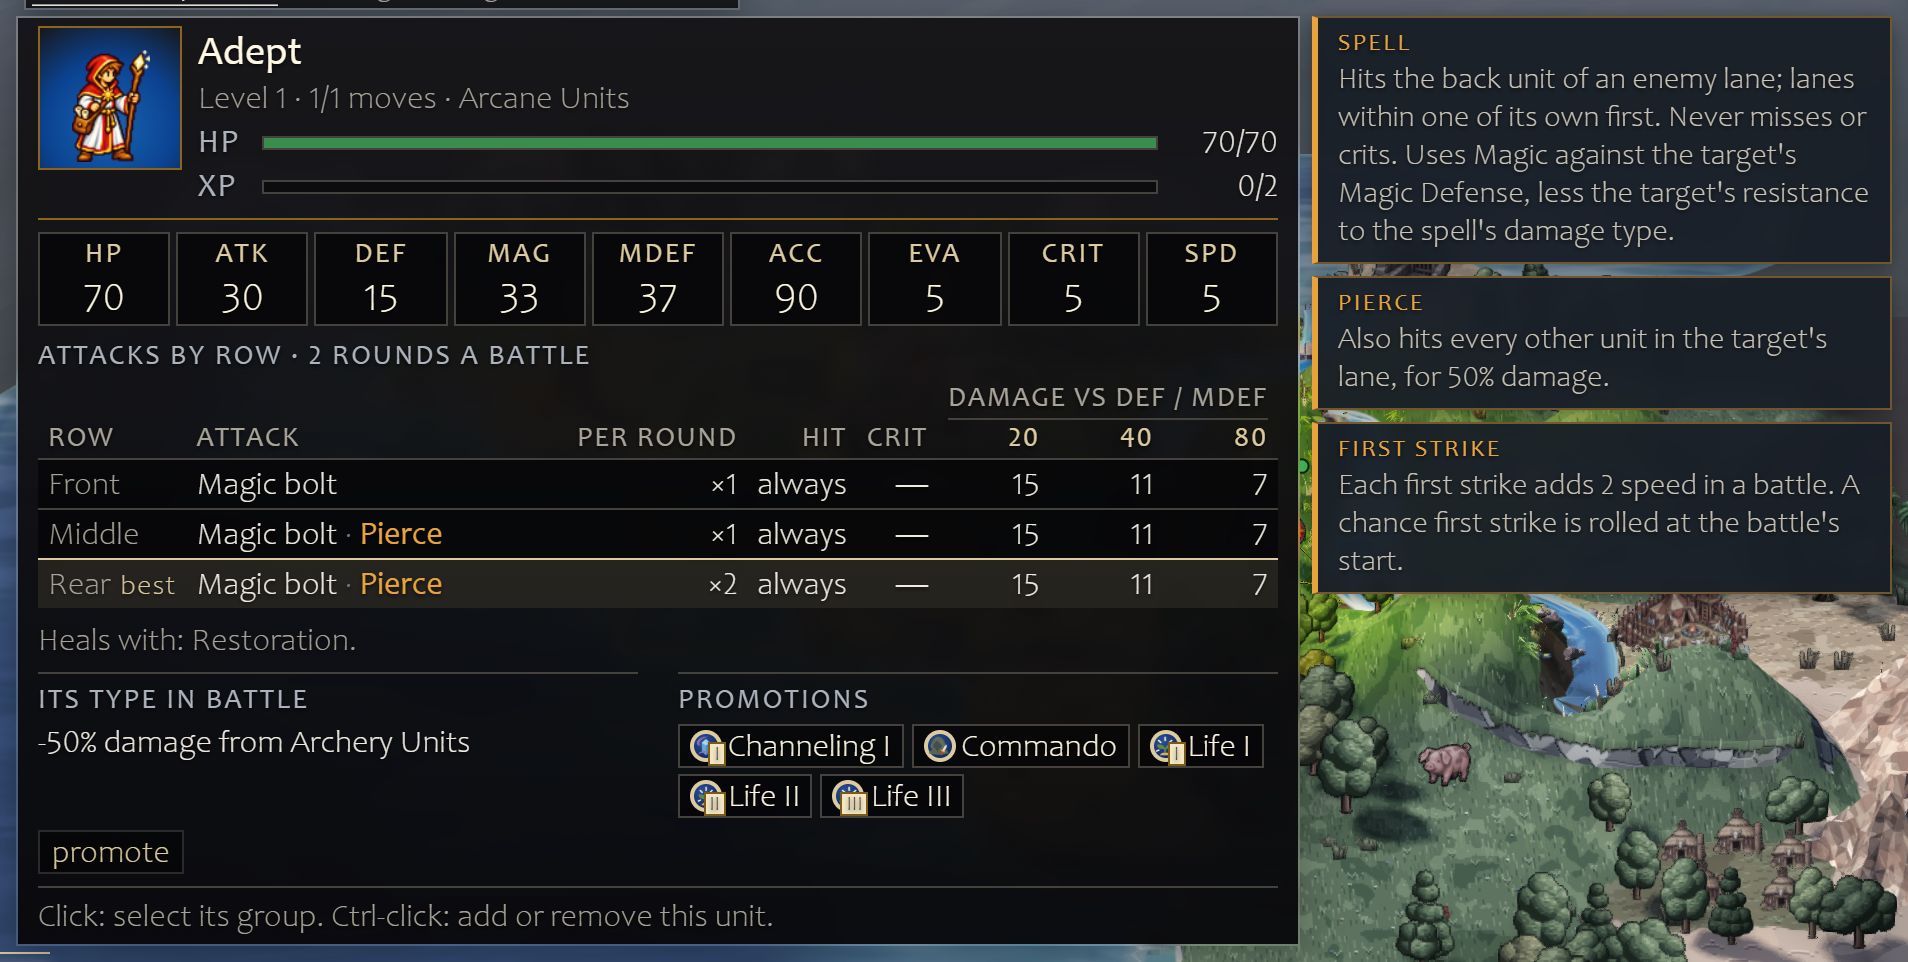 Adept
Level 1 · 1/1 moves · Arcane Units
HP 70/70
XP 0/2
HP ATK DEF MAG MDEF ACC EVA CRIT SPD
70 30 15 33 37 90 5 5 5
ATTACKS BY ROW · 2 ROUNDS A BATTLE
DAMAGE VS DEF / MDEF
ROW ATTACK PER ROUND HIT CRIT 20 40 80
Front Magic bolt ×1 always — 15 11 7
Middle Magic bolt · Pierce ×1 always — 15 11 7
Rear best Magic bolt · Pierce ×2 always — 15 11 7
Heals with: Restoration.
ITS TYPE IN BATTLE
-50% damage from Archery Units
PROMOTIONS
I Channeling I Commando I Life I
II Life II III Life III
promote
Click: select its group. Ctrl-click: add or remove this unit.
SPELL
Hits the back unit of an enemy lane; lanes
within one of its own first. Never misses or
crits. Uses Magic against the target's
Magic Defense, less the target's resistance
to the spell's damage type.
PIERCE
Also hits every other unit in the target's
lane, for 50% damage.
FIRST STRIKE
Each first strike adds 2 speed in a battle. A
chance first strike is rolled at the battle's
start.